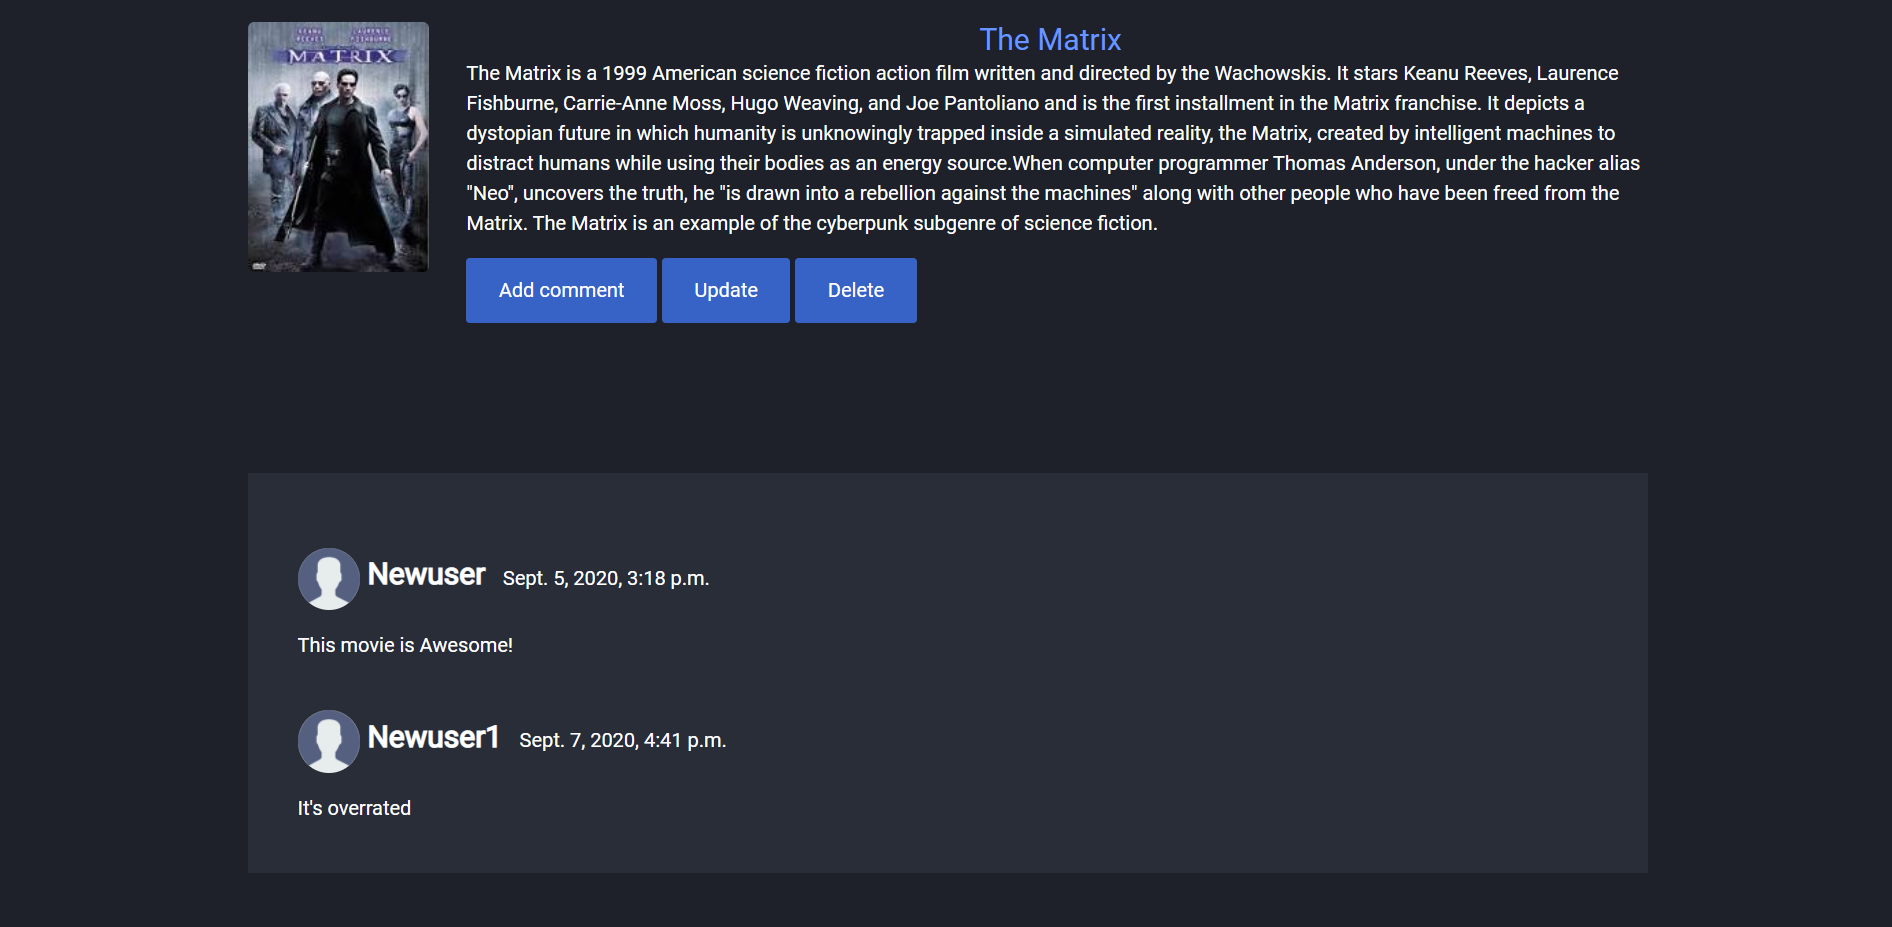 KEANU REEVES LAURENCE FISHBURNE
MATRIX
The Matrix
The Matrix is a 1999 American science fiction action film written and directed by the Wachowskis. It stars Keanu Reeves, Laurence
Fishburne, Carrie-Anne Moss, Hugo Weaving, and Joe Pantoliano and is the first installment in the Matrix franchise. It depicts a
dystopian future in which humanity is unknowingly trapped inside a simulated reality, the Matrix, created by intelligent machines to
distract humans while using their bodies as an energy source.When computer programmer Thomas Anderson, under the hacker alias
"Neo", uncovers the truth, he "is drawn into a rebellion against the machines" along with other people who have been freed from the
Matrix. The Matrix is an example of the cyberpunk subgenre of science fiction.
Add comment Update Delete
Newuser Sept. 5, 2020, 3:18 p.m.
This movie is Awesome!
Newuser1 Sept. 7, 2020, 4:41 p.m.
It's overrated